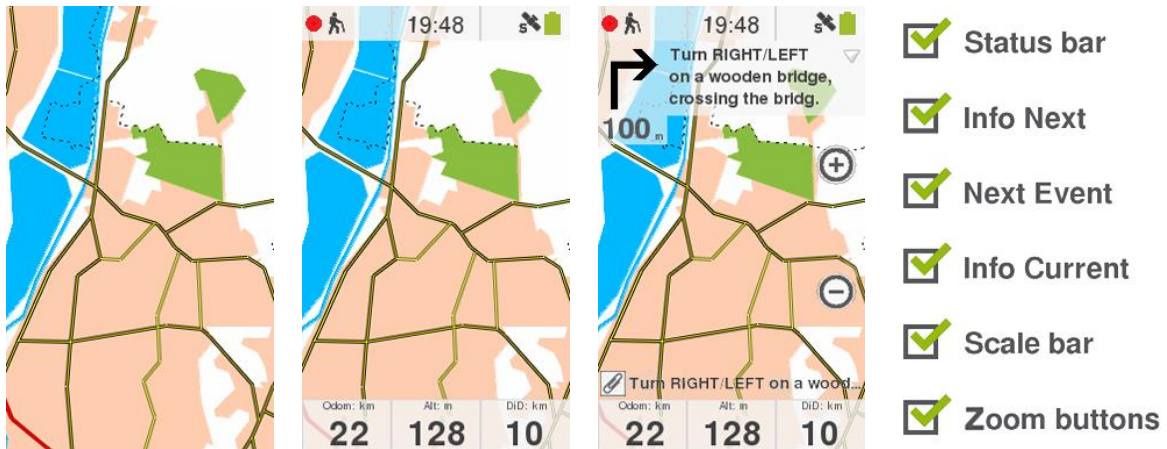 19:48
S
Odom: km
Alt: m
DiD: km
22
128
10
19:48
S
Turn RIGHT/LEFT
on a wooden bridge,
crossing the bridg.
100 m
Turn RIGHT/LEFT on a wood...
Odom: km
Alt: m
DiD: km
22
128
10
Status bar
Info Next
Next Event
Info Current
Scale bar
Zoom buttons